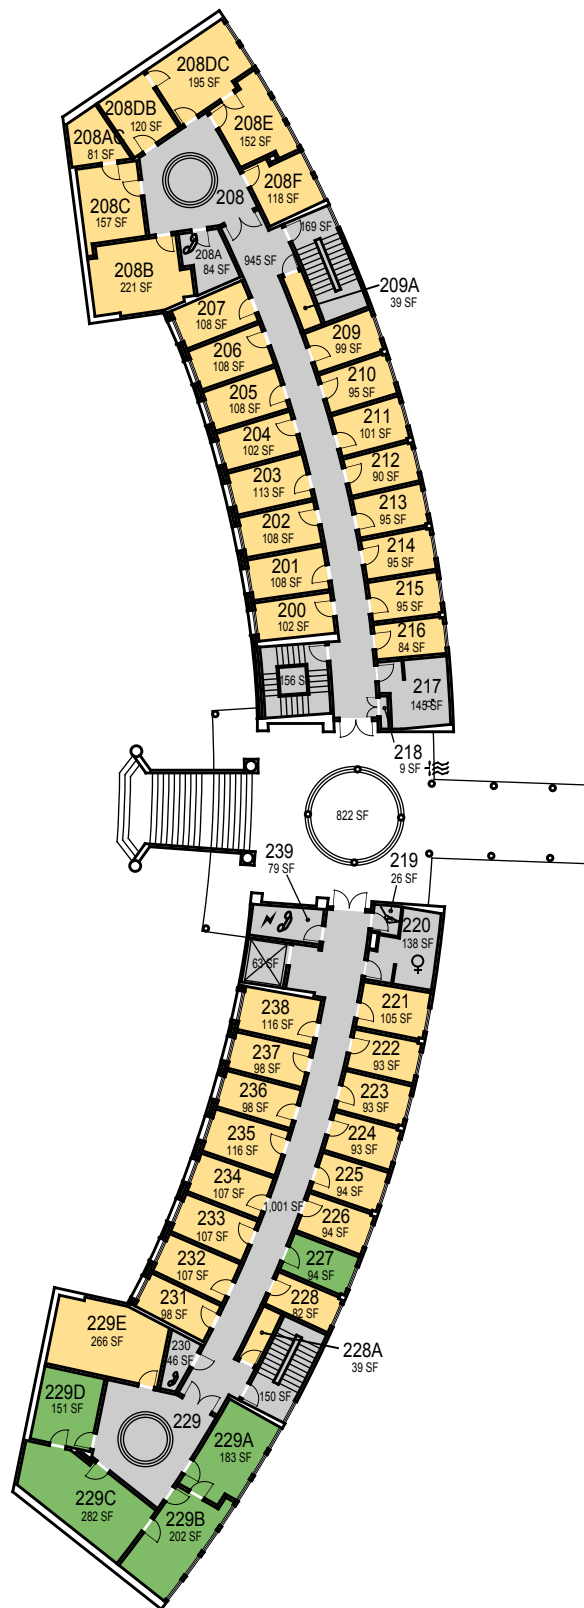 208DC
195 SF
208DB
120 SF
208AC
81 SF
208E
152 SF
208F
118 SF
208C
157 SF
208
169 SF
208B
221 SF
208A
84 SF
945 SF
209A
39 SF
207
108 SF
209
99 SF
206
108 SF
210
95 SF
205
108 SF
211
101 SF
204
102 SF
212
90 SF
203
113 SF
213
95 SF
202
108 SF
214
95 SF
201
108 SF
215
95 SF
200
102 SF
216
84 SF
156 S
217
145 SF
218
9 SF
822 SF
239
79 SF
219
26 SF
220
138 SF
63 SF
238
116 SF
221
105 SF
237
98 SF
222
93 SF
236
98 SF
223
93 SF
235
116 SF
224
93 SF
234
107 SF
225
94 SF
1,001 SF
233
107 SF
226
94 SF
232
107 SF
227
94 SF
231
98 SF
228
82 SF
229E
266 SF
230
46 SF
228A
39 SF
150 SF
229D
151 SF
229
229A
183 SF
229C
282 SF
229B
202 SF